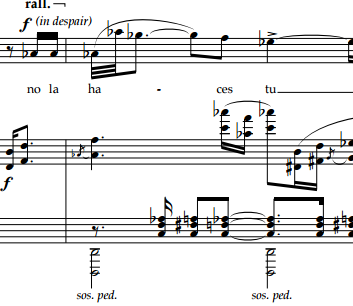 rall.
f (in despair)
no la ha - ces tu
f
sos. ped. sos. ped.